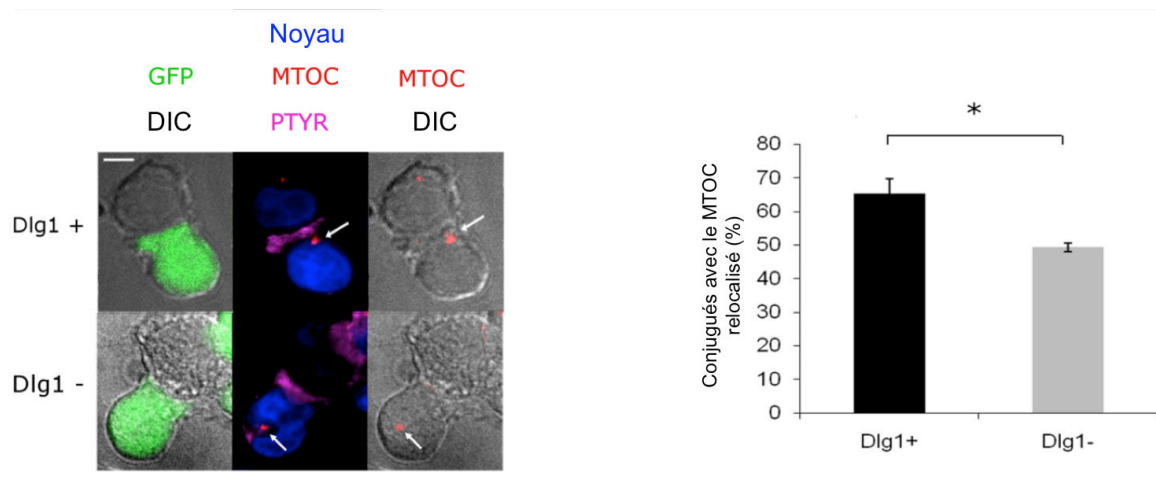 Noyau
GFP MTOC MTOC
DIC PTYR DIC
Dlg1 +
Dlg1 -
*
Conjugués avec le MTOC
relocalisé (%)
80
70
60
50
40
30
20
10
0
Dlg1+ Dlg1-